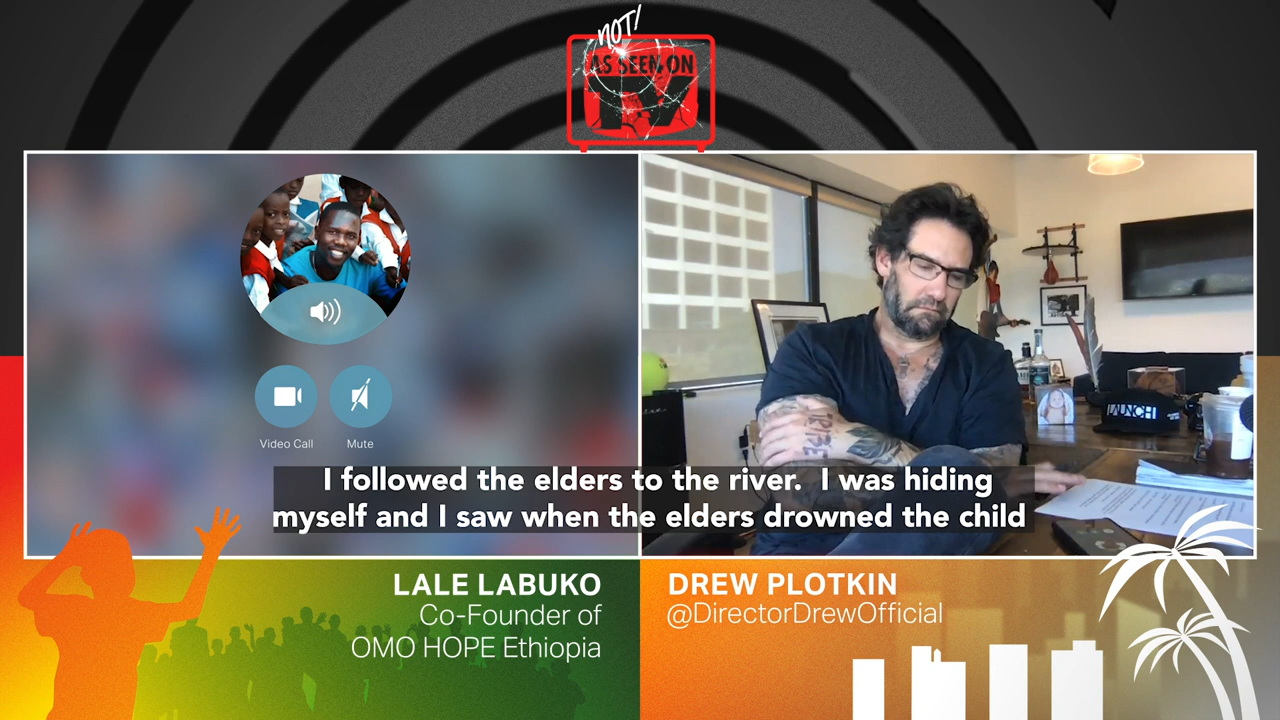 NOT!
AS SEEN ON
TV
Video Call
Mute
TRIBE
LAUNCH
I followed the elders to the river. I was hiding
myself and I saw when the elders drowned the child
LALE LABUKO
Co-Founder of
OMO HOPE Ethiopia
DREW PLOTKIN
@DirectorDrewOfficial